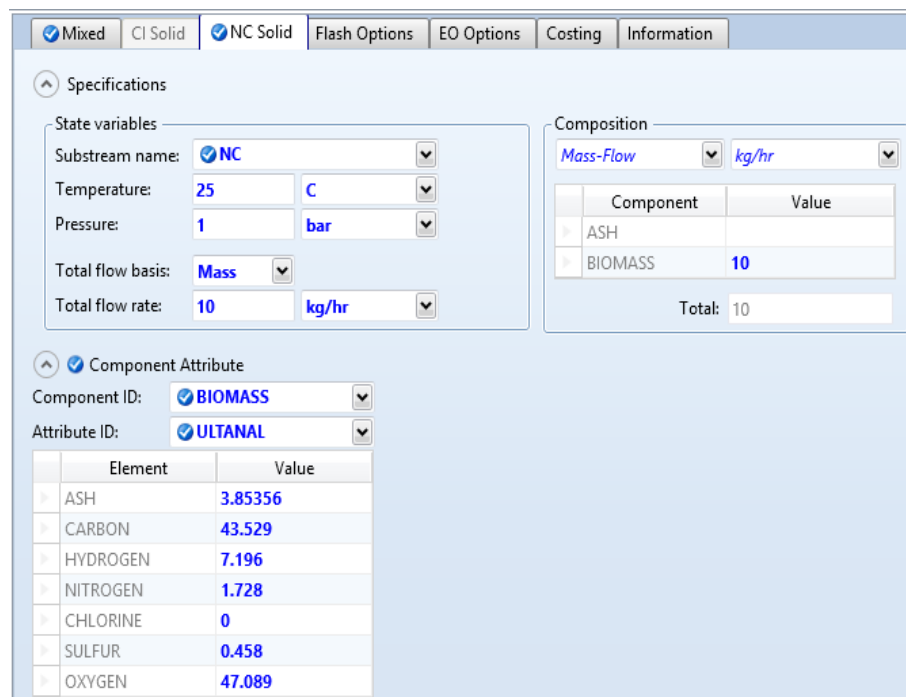 Mixed CI Solid NC Solid Flash Options EO Options Costing Information
Specifications
State variables
Substream name: NC
Temperature: 25 C
Pressure: 1 bar
Total flow basis: Mass
Total flow rate: 10 kg/hr
Composition
Mass-Flow kg/hr
Component Value
ASH
BIOMASS 10
Total: 10
Component Attribute
Component ID: BIOMASS
Attribute ID: ULTANAL
Element Value
ASH 3.85356
CARBON 43.529
HYDROGEN 7.196
NITROGEN 1.728
CHLORINE 0
SULFUR 0.458
OXYGEN 47.089